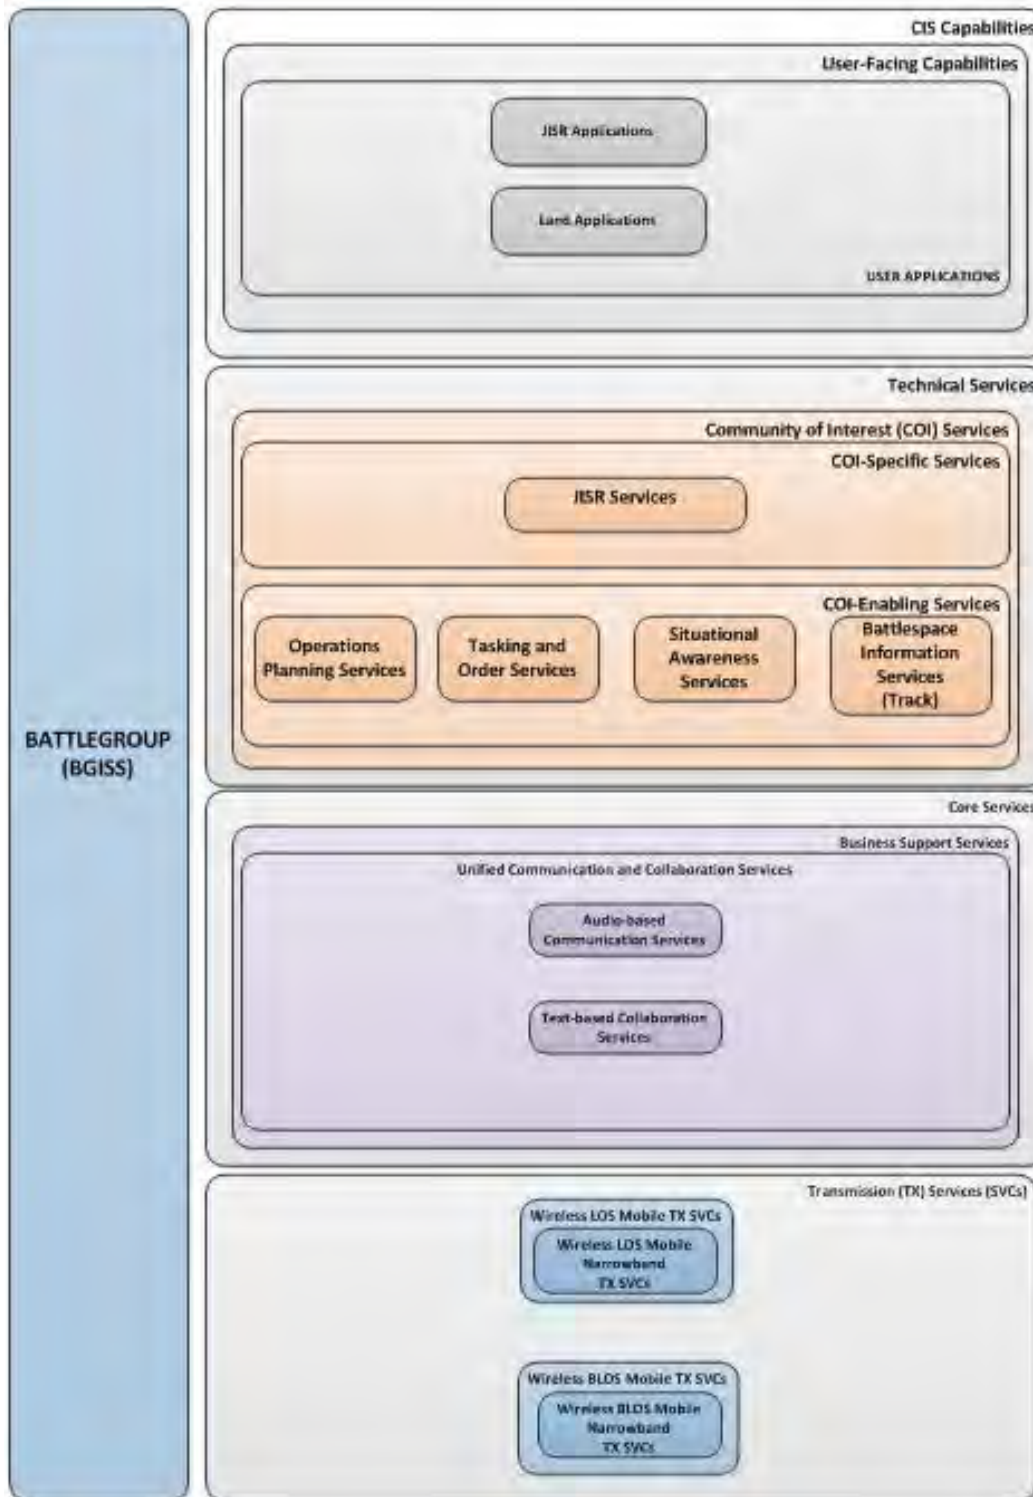 BATTLEGROUP
(BGISS)
CIS Capabilities
User-Facing Capabilities
JISR Applications
Land Applications
USER APPLICATIONS
Technical Services
Community of Interest (COI) Services
COI-Specific Services
JISR Services
COI-Enabling Services
Operations
Planning Services
Tasking and
Order Services
Situational
Awareness
Services
Battlespace
Information
Services
(Track)
Core Services
Business Support Services
Unified Communication and Collaboration Services
Audio-based
Communication Services
Text-based Collaboration
Services
Transmission (TX) Services (SVCs)
Wireless LOS Mobile TX SVCs
Wireless LOS Mobile
Narrowband
TX SVCs
Wireless BLOS Mobile TX SVCs
Wireless BLOS Mobile
Narrowband
TX SVCs